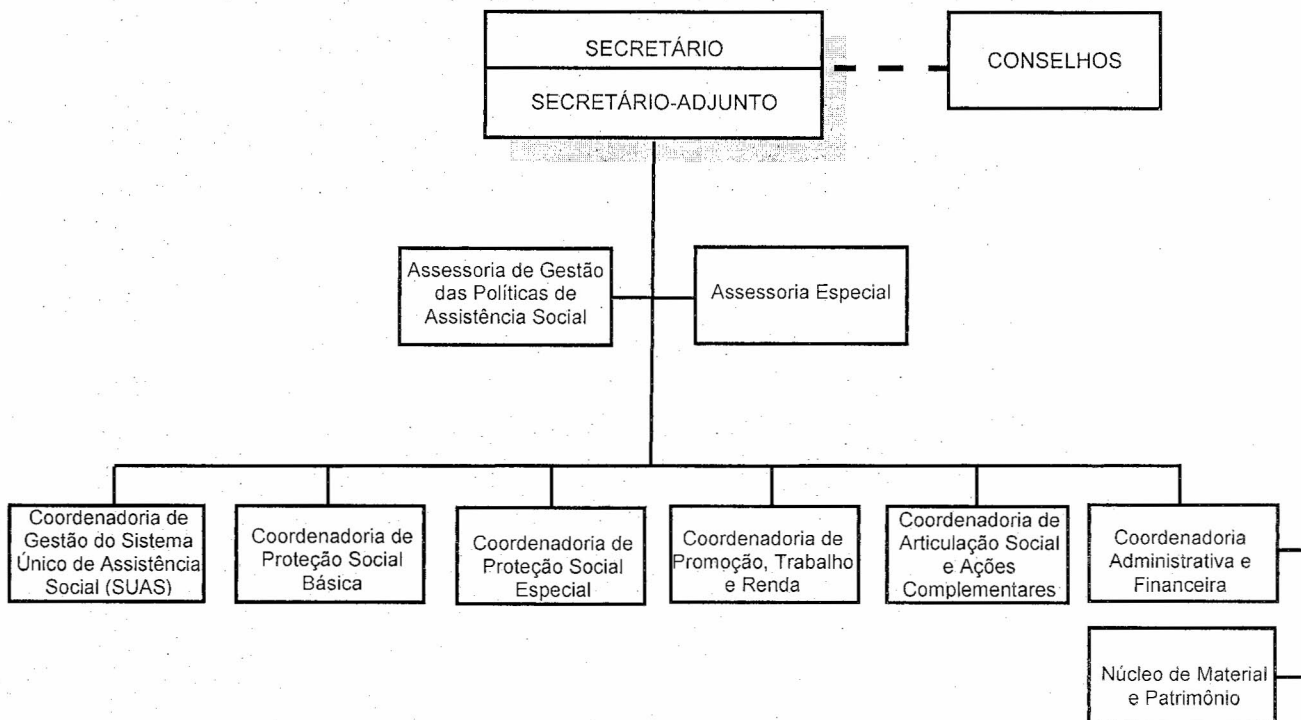 SECRETÁRIO
SECRETÁRIO-ADJUNTO
CONSELHOS
Assessoria de Gestão
das Políticas de
Assistência Social
Assessoria Especial
Coordenadoria de
Gestão do Sistema
Único de Assistência
Social (SUAS)
Coordenadoria de
Proteção Social
Básica
Coordenadoria de
Proteção Social
Especial
Coordenadoria de
Promoção, Trabalho
e Renda
Coordenadoria de
Articulação Social
e Ações
Complementares
Coordenadoria
Administrativa e
Financeira
Núcleo de Material
e Patrimônio